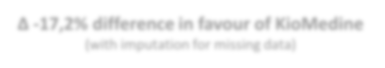 Δ -17,2% difference in favour of KioMedine
(with imputation for missing data)